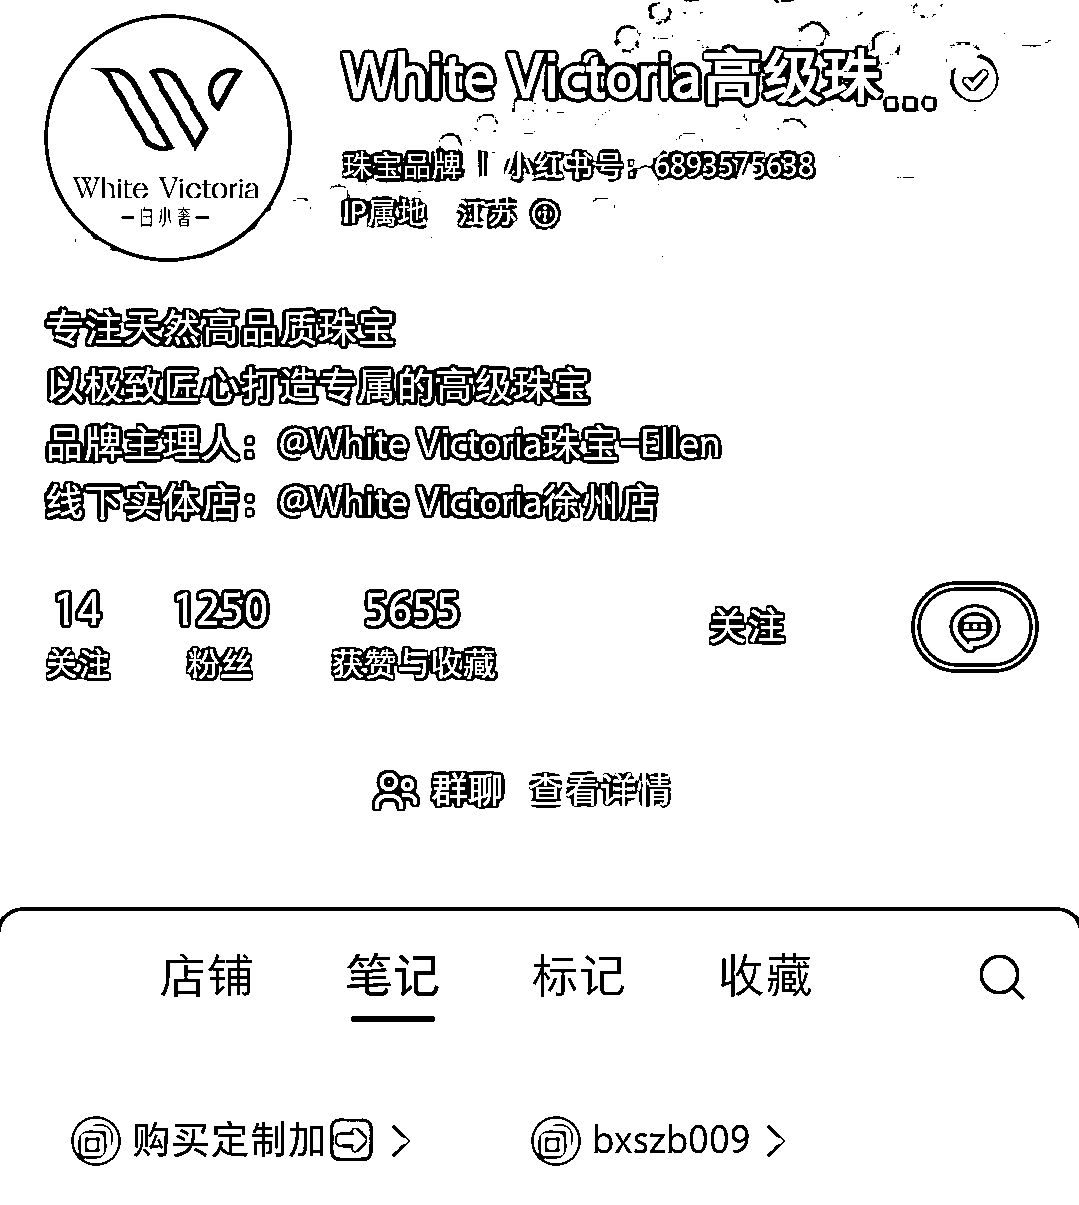 White Victoria高级珠...
White Victoria
白小奢
珠宝品牌 | 小红书号：6893575638
IP属地 江苏
专注天然高品质珠宝
以极致匠心打造专属的高级珠宝
品牌主理人：@White Victoria珠宝-Ellen
线下实体店：@White Victoria徐州店
14 1250 5655 关注
关注 粉丝 获赞与收藏
群聊 查看详情
店铺 笔记 标记 收藏
购买定制加 bxszb009